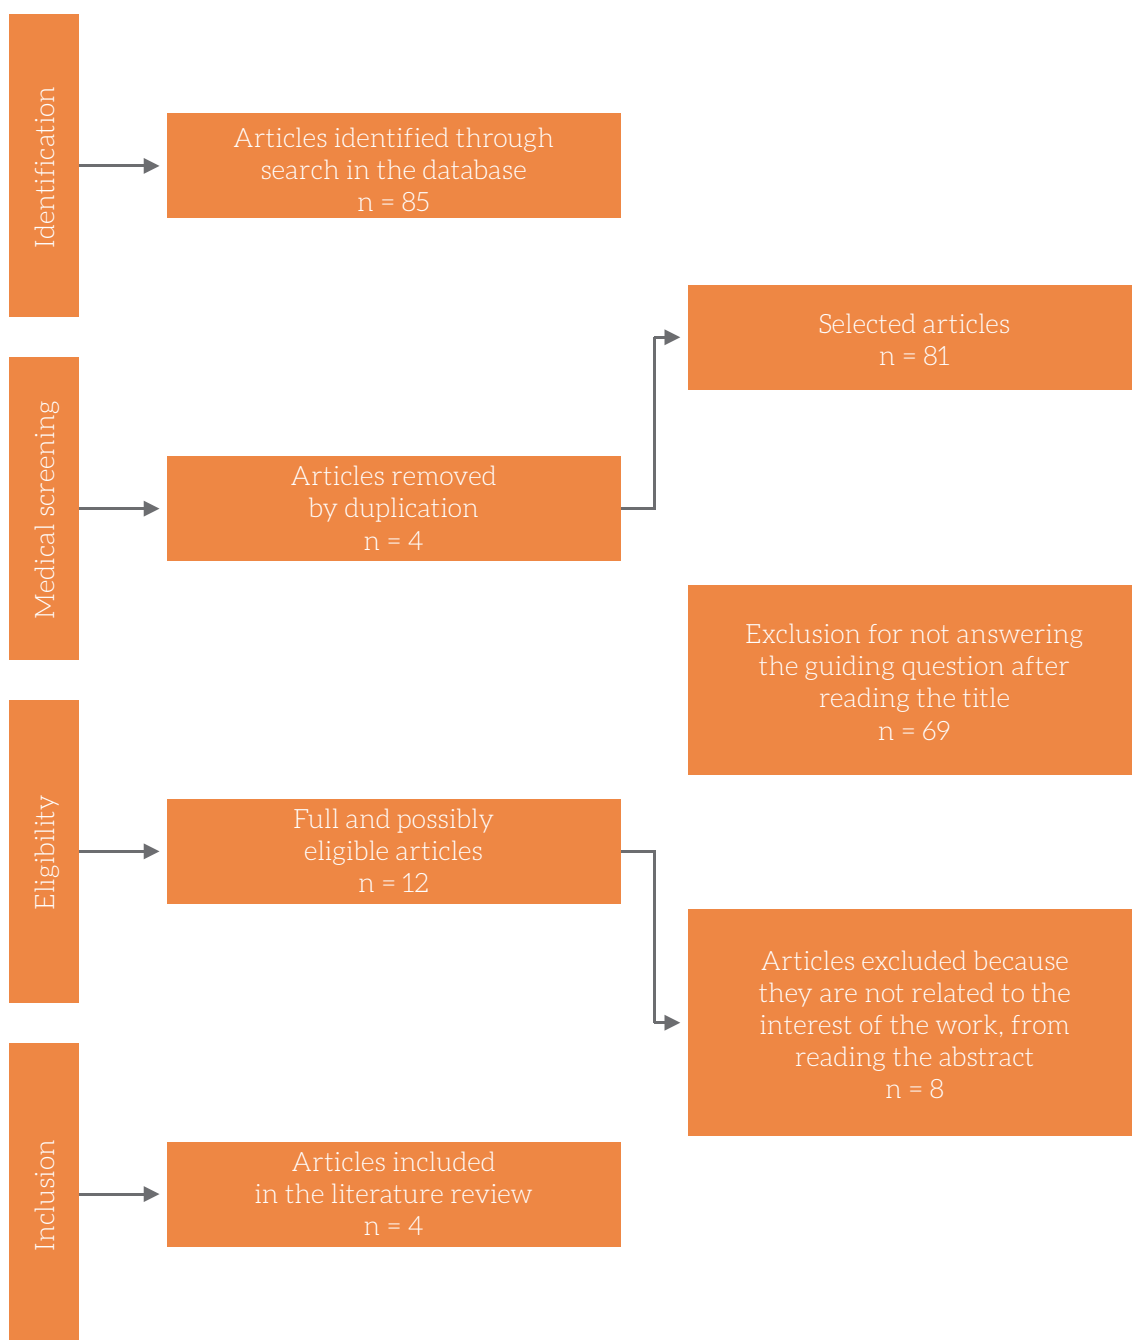 Identification
Articles identified through
search in the database
n = 85
Medical screening
Articles removed
by duplication
n = 4
Selected articles
n = 81
Exclusion for not answering
the guiding question after
reading the title
n = 69
Eligibility
Full and possibly
eligible articles
n = 12
Articles excluded because
they are not related to the
interest of the work, from
reading the abstract
n = 8
Inclusion
Articles included
in the literature review
n = 4